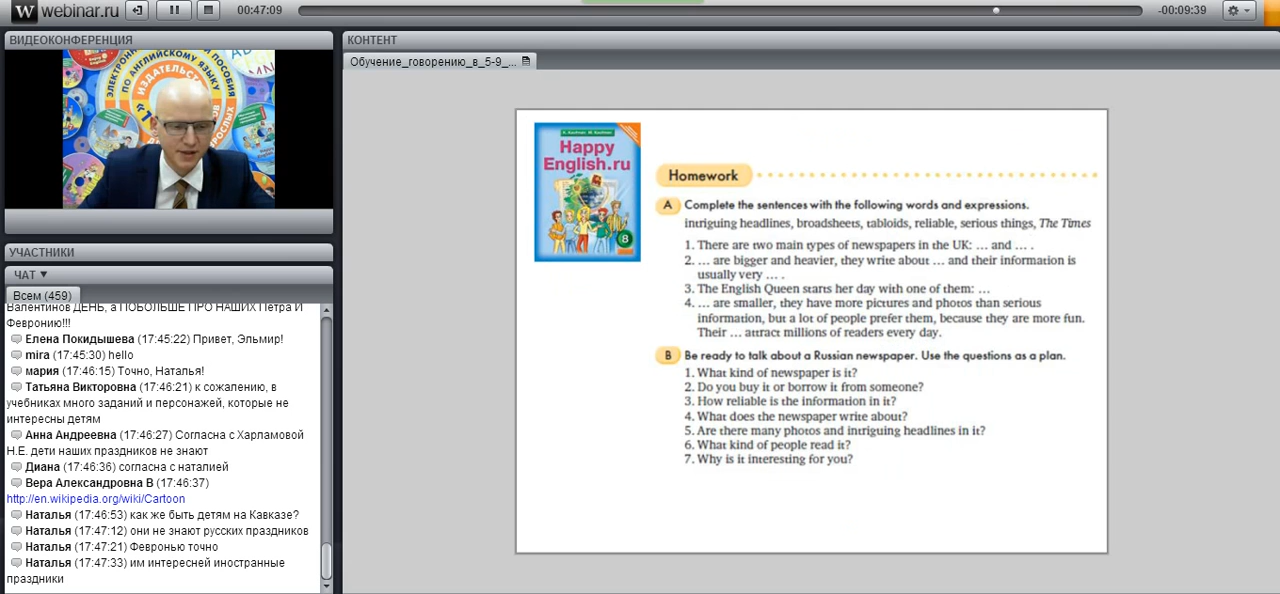 webinar.ru
00:47:09
-00:09:39
ВИДЕОКОНФЕРЕНЦИЯ
ЭЛЕКТРОННЫЕ
ПО АНГЛИЙСКОМУ ЯЗЫКУ
ПОСОБИЯ
ИЗДАТЕЛЬСТ
УЧАСТНИКИ
ЧАТ ▼
Всем (459)
Валентинов ДЕНЬ, а ПОБОЛЬШЕ ПРО НАШИХ Петра И
Февронию!!!
Елена Покидышева (17:45:22) Привет, Эльмир!
mira (17:45:30) hello
мария (17:46:15) Точно, Наталья!
Татьяна Викторовна (17:46:21) к сожалению, в
учебниках много заданий и персонажей, которые не
интересны детям
Анна Андреевна (17:46:27) Согласна с Харламовой
Н.Е. дети наших праздников не знают
Диана (17:46:36) согласна с наталией
Вера Александровна В (17:46:37)
http://en.wikipedia.org/wiki/Cartoon
Наталья (17:46:53) как же быть детям на Кавказе?
Наталья (17:47:12) они не знают русских праздников
Наталья (17:47:21) Февронью точно
Наталья (17:47:33) им интересней иностранные
праздники
КОНТЕНТ
Обучение_говорению_в_5-9_...
Happy
English.ru
8
Homework
A Complete the sentences with the following words and expressions.
intriguing headlines, broadsheets, tabloids, reliable, serious things, The Times
1. There are two main types of newspapers in the UK: ... and ... .
2. ... are bigger and heavier, they write about ... and their information is
usually very ... .
3. The English Queen starts her day with one of them: ...
4. ... are smaller, they have more pictures and photos than serious
information, but a lot of people prefer them, because they are more fun.
Their ... attract millions of readers every day.
B Be ready to talk about a Russian newspaper. Use the questions as a plan.
1. What kind of newspaper is it?
2. Do you buy it or borrow it from someone?
3. How reliable is the information in it?
4. What does the newspaper write about?
5. Are there many photos and intriguing headlines in it?
6. What kind of people read it?
7. Why is it interesting for you?